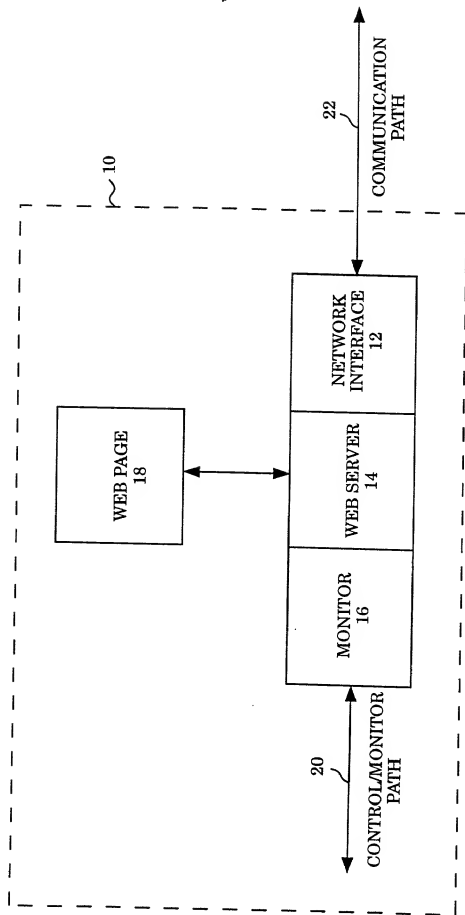 10
WEB PAGE
18
MONITOR
16
WEB SERVER
14
NETWORK
INTERFACE
12
20
CONTROL/MONITOR
PATH
22
COMMUNICATION
PATH